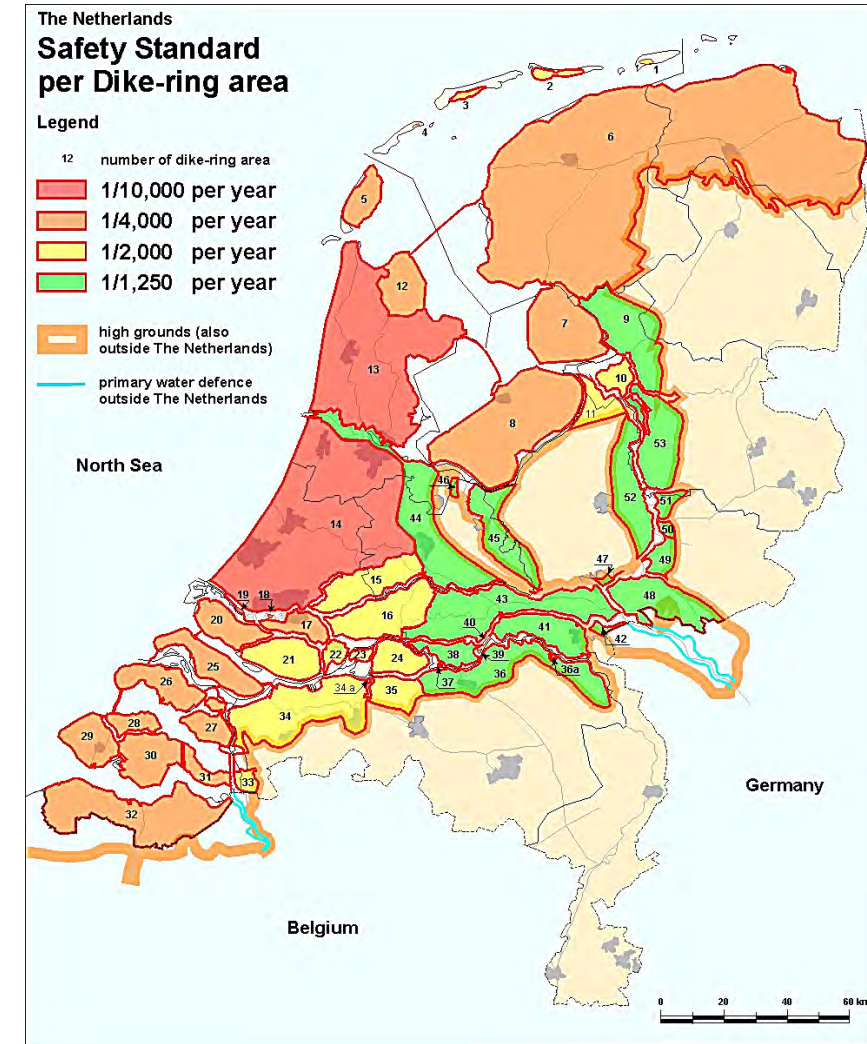 The Netherlands
Safety Standard
per Dike-ring area
Legend
12 number of dike-ring area
1/10,000 per year
1/4,000 per year
1/2,000 per year
1/1,250 per year
high grounds (also
outside The Netherlands)
primary water defence
outside The Netherlands
North Sea
Germany
Belgium
1
2
3
4
5
6
7
8
9
10
11
12
13
14
15
16
17
18
19
20
21
22
23
24
25
26
27
28
29
30
31
32
33
34
34 a
35
36
36a
37
38
39
40
41
42
43
44
45
46
47
48
49
50
51
52
53
0 20 40 60 km